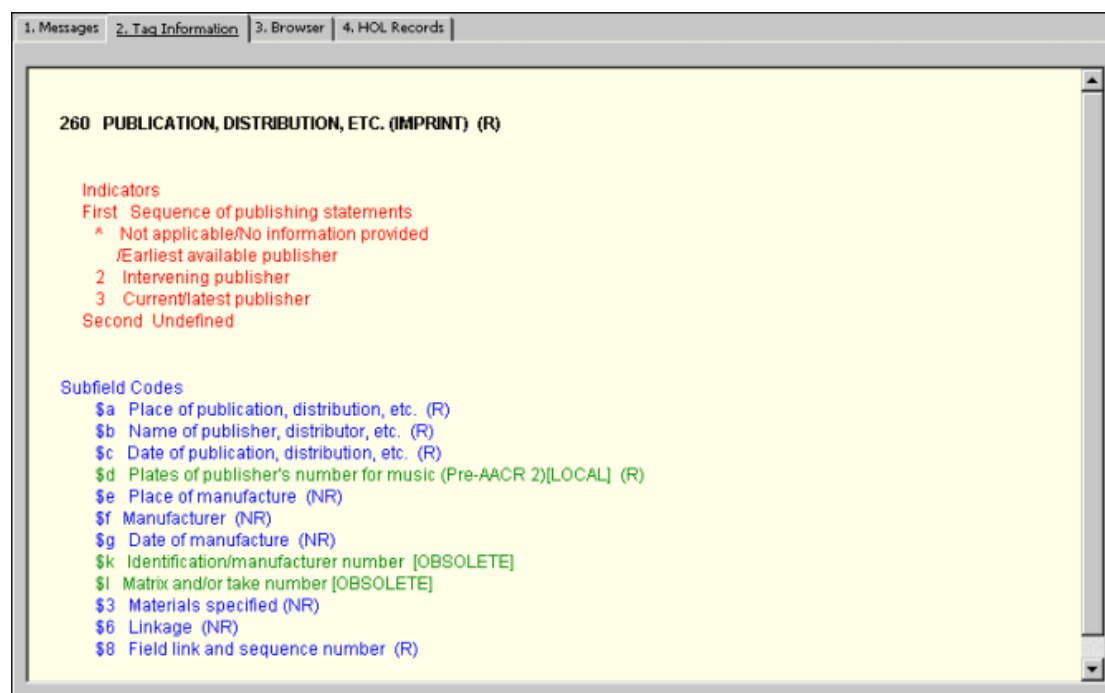 1. Messages 2. Tag Information 3. Browser 4. HOL Records
260 PUBLICATION, DISTRIBUTION, ETC. (IMPRINT) (R)
Indicators
First Sequence of publishing statements
^ Not applicable/No information provided
/Earliest available publisher
2 Intervening publisher
3 Current/latest publisher
Second Undefined
Subfield Codes
$a Place of publication, distribution, etc. (R)
$b Name of publisher, distributor, etc. (R)
$c Date of publication, distribution, etc. (R)
$d Plates of publisher's number for music (Pre-AACR 2)[LOCAL] (R)
$e Place of manufacture (NR)
$f Manufacturer (NR)
$g Date of manufacture (NR)
$k Identification/manufacturer number [OBSOLETE]
$l Matrix and/or take number [OBSOLETE]
$3 Materials specified (NR)
$6 Linkage (NR)
$8 Field link and sequence number (R)